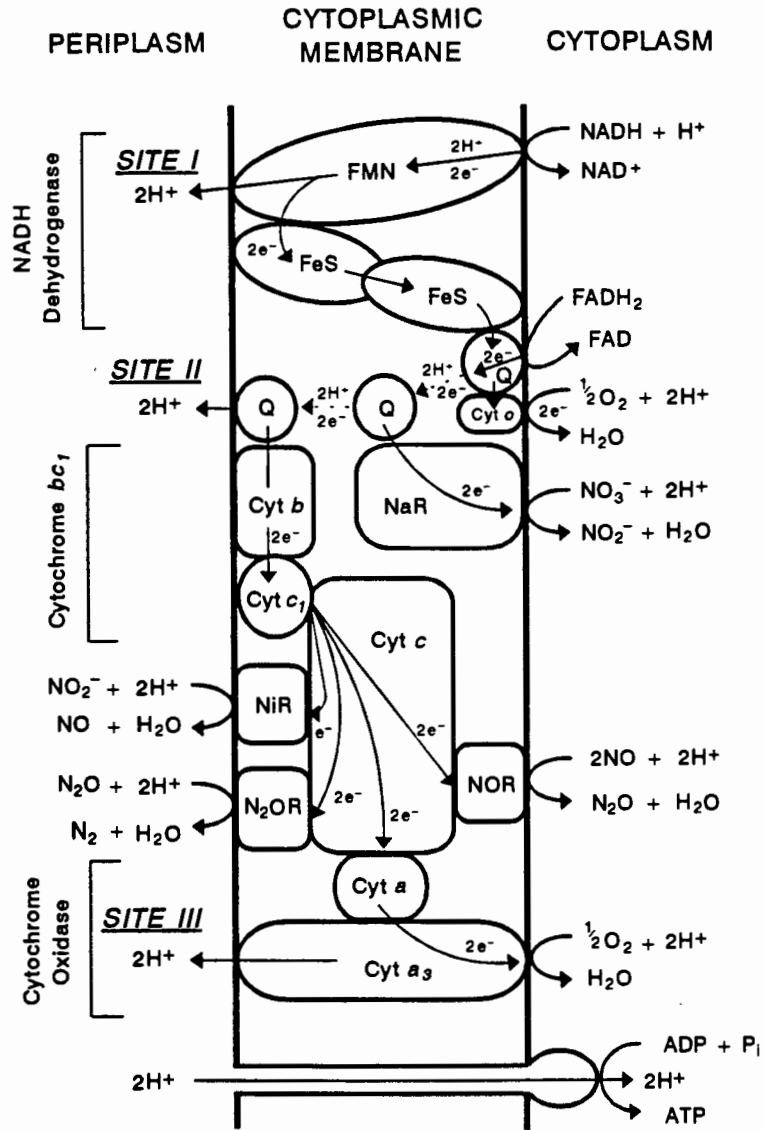 PERIPLASM
CYTOPLASMIC
MEMBRANE
CYTOPLASM
NADH
Dehydrogenase
SITE I
2H⁺
FMN
2H⁺
2e⁻
NADH + H⁺
NAD⁺
2e⁻
FeS
FeS
FADH₂
FAD
2e⁻
Q
SITE II
2H⁺
Q
2H⁺
2e⁻
Q
2H⁺
2e⁻
Cyt o
2e⁻
½O₂ + 2H⁺
H₂O
Cytochrome bc₁
Cyt b
2e⁻
Cyt c₁
NaR
2e⁻
NO₃⁻ + 2H⁺
NO₂⁻ + H₂O
Cyt c
NO₂⁻ + 2H⁺
NO + H₂O
NiR
e⁻
2e⁻
N₂O + 2H⁺
N₂ + H₂O
N₂OR
2e⁻
2e⁻
NOR
2NO + 2H⁺
N₂O + H₂O
Cytochrome
Oxidase
SITE III
2H⁺
Cyt a
2e⁻
Cyt a₃
½O₂ + 2H⁺
H₂O
2H⁺
2H⁺
ADP + Pᵢ
ATP